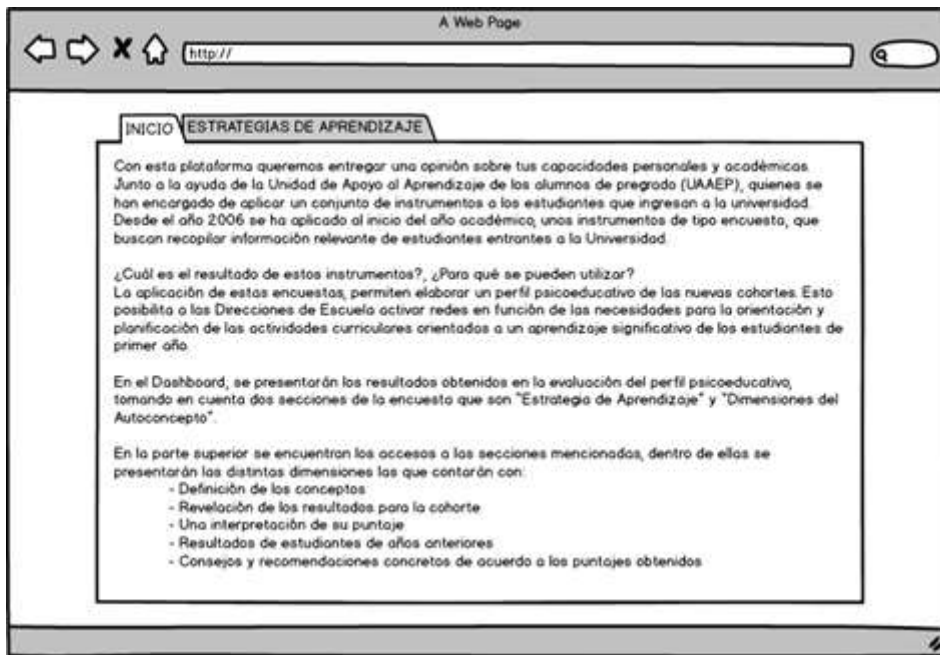 A Web Page
http://
INICIO
ESTRATEGIAS DE APRENDIZAJE
Con esta plataforma queremos entregar una opinión sobre tus capacidades personales y académicas.
Junto a la ayuda de la Unidad de Apoyo al Aprendizaje de los alumnos de pregrado (UAAEP), quienes se
han encargado de aplicar un conjunto de instrumentos a los estudiantes que ingresan a la universidad.
Desde el año 2006 se ha aplicado al inicio del año académico, unos instrumentos de tipo encuesta, que
buscan recopilar información relevante de estudiantes entrantes a la Universidad.
¿Cuál es el resultado de estos instrumentos?, ¿Para qué se pueden utilizar?
La aplicación de estas encuestas, permiten elaborar un perfil psicoeducativo de las nuevas cohortes. Esto
posibilita a las Direcciones de Escuela activar redes en función de las necesidades para la orientación y
planificación de las actividades curriculares orientadas a un aprendizaje significativo de los estudiantes de
primer año.
En el Dashboard, se presentarán los resultados obtenidos en la evaluación del perfil psicoeducativo,
tomando en cuenta dos secciones de la encuesta que son "Estrategia de Aprendizaje" y "Dimensiones del
Autoconcepto".
En la parte superior se encuentran los accesos a las secciones mencionadas, dentro de ellas se
presentarán las distintas dimensiones las que contarán con:
- Definición de los conceptos
- Revelación de los resultados para la cohorte
- Una interpretación de su puntaje
- Resultados de estudiantes de años anteriores
- Consejos y recomendaciones concretos de acuerdo a los puntajes obtenidos